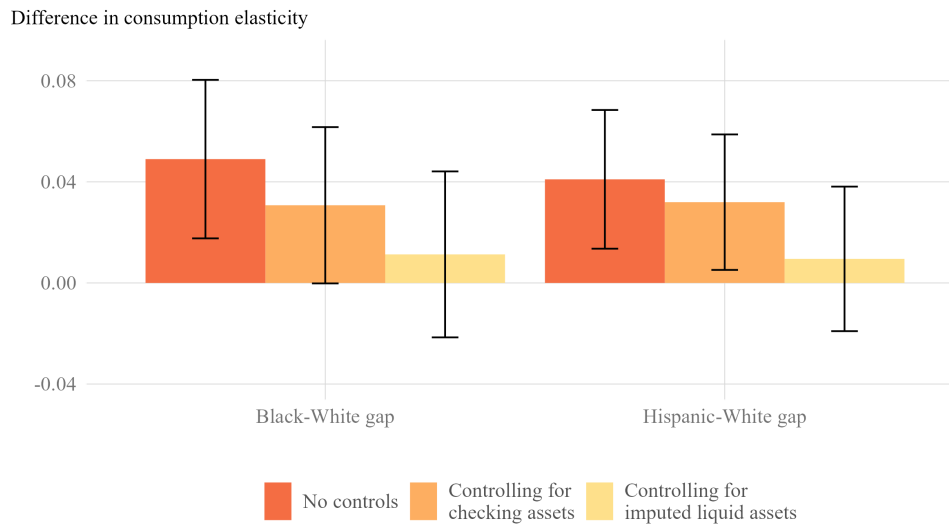 Difference in consumption elasticity
0.08
0.04
0.00
-0.04
Black-White gap
Hispanic-White gap
No controls
Controlling for
checking assets
Controlling for
imputed liquid assets